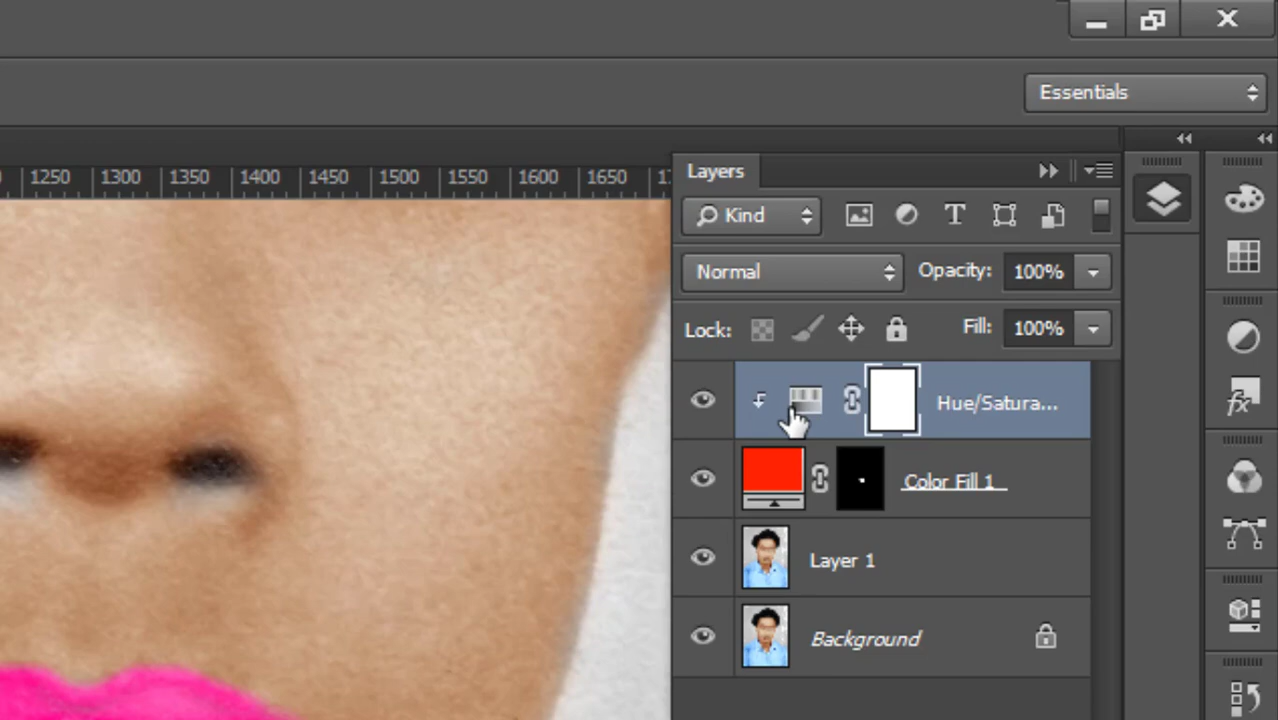 Essentials
1250 1300 1350 1400 1450 1500 1550 1600 1650
Layers
Kind T
Normal Opacity: 100%
Lock: Fill: 100%
Hue/Satura...
Color Fill 1
Layer 1
Background
fx